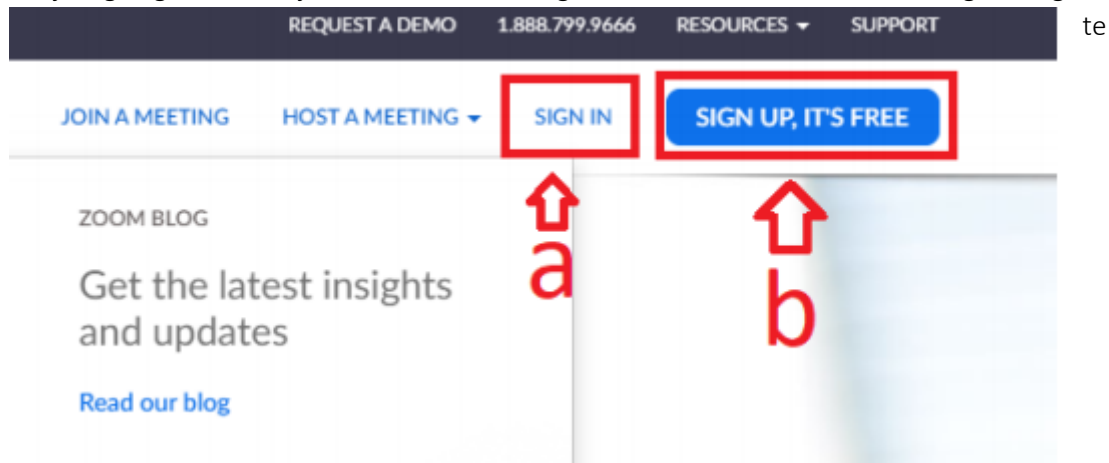 REQUEST A DEMO 1.888.799.9666 RESOURCES SUPPORT te
JOIN A MEETING HOST A MEETING SIGN IN SIGN UP, IT'S FREE
a b
ZOOM BLOG
Get the latest insights
and updates
Read our blog